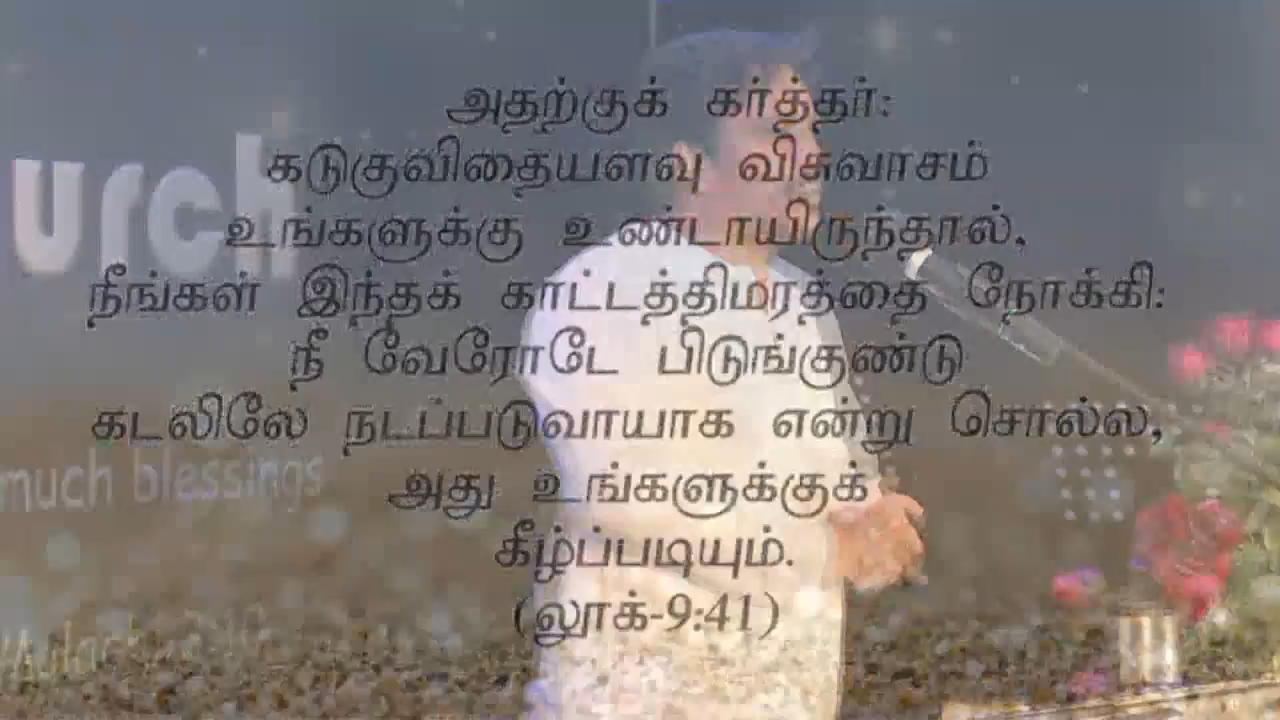 அதற்குக் கர்த்தர்:
கடுகுவிதையளவு விசுவாசம்
உங்களுக்கு உண்டாயிருந்தால்,
நீங்கள் இந்தக் காட்டத்திமரத்தை நோக்கி:
நீ வேரோடே பிடுங்குண்டு
கடலிலே நடப்படுவாயாக என்று சொல்ல,
அது உங்களுக்குக்
கீழ்ப்படியும்.
(லூக்-9:41)
urch
much blessings